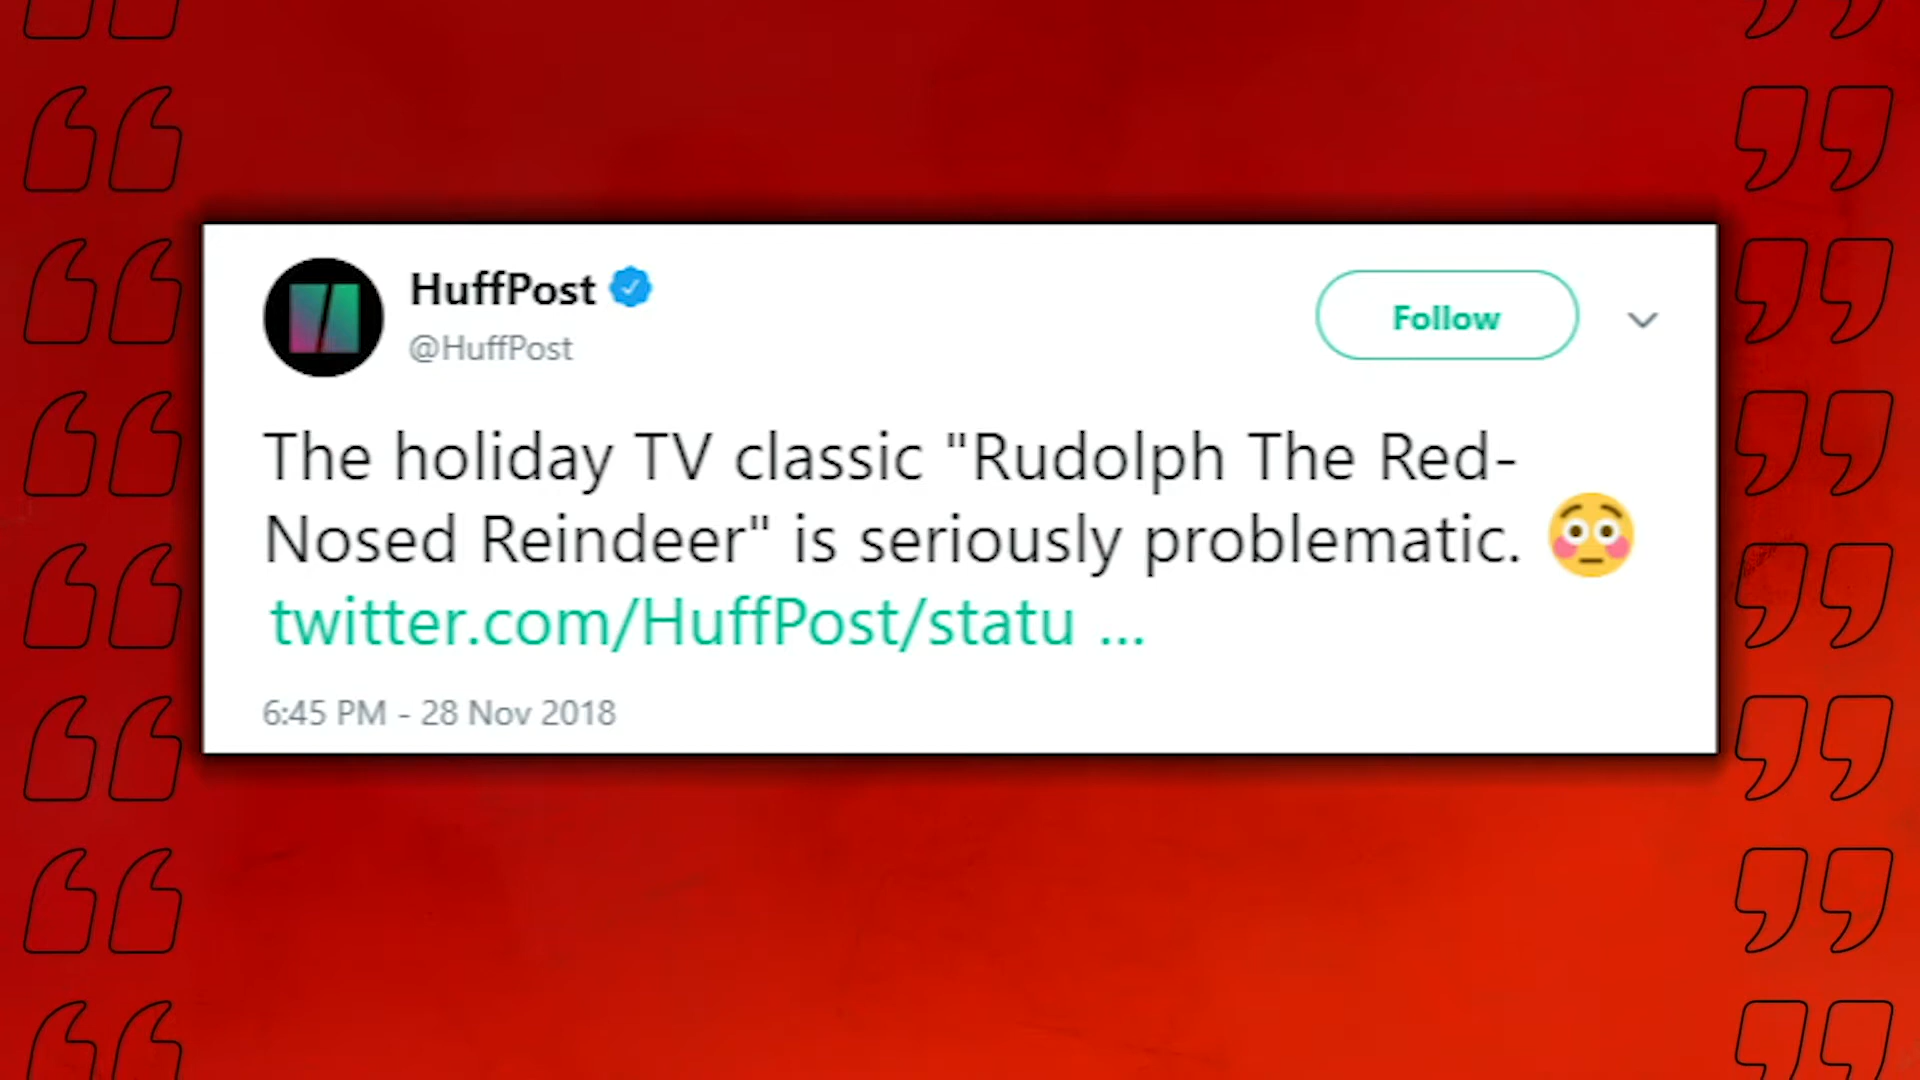 HuffPost
@HuffPost
Follow
The holiday TV classic "Rudolph The Red-
Nosed Reindeer" is seriously problematic. 😳
twitter.com/HuffPost/statu ...
6:45 PM - 28 Nov 2018